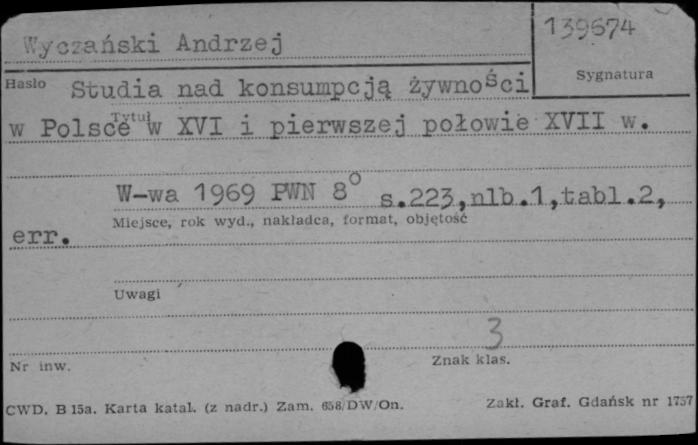 Wyczański Andrzej
139674
Hasło
Sygnatura
Studia nad konsumpcją żywności
Tytuł
w Polsce w XVI i pierwszej połowie XVII w.
W-wa 1969 PWN 8° s.223,nlb.1,tabl.2,
Miejsce, rok wyd., nakładca, format, objętość
err.
Uwagi
3
Nr inw.
Znak klas.
CWD. B 15a. Karta katal. (z nadr.) Zam. 658/DW/On.
Zakł. Graf. Gdańsk nr 1757